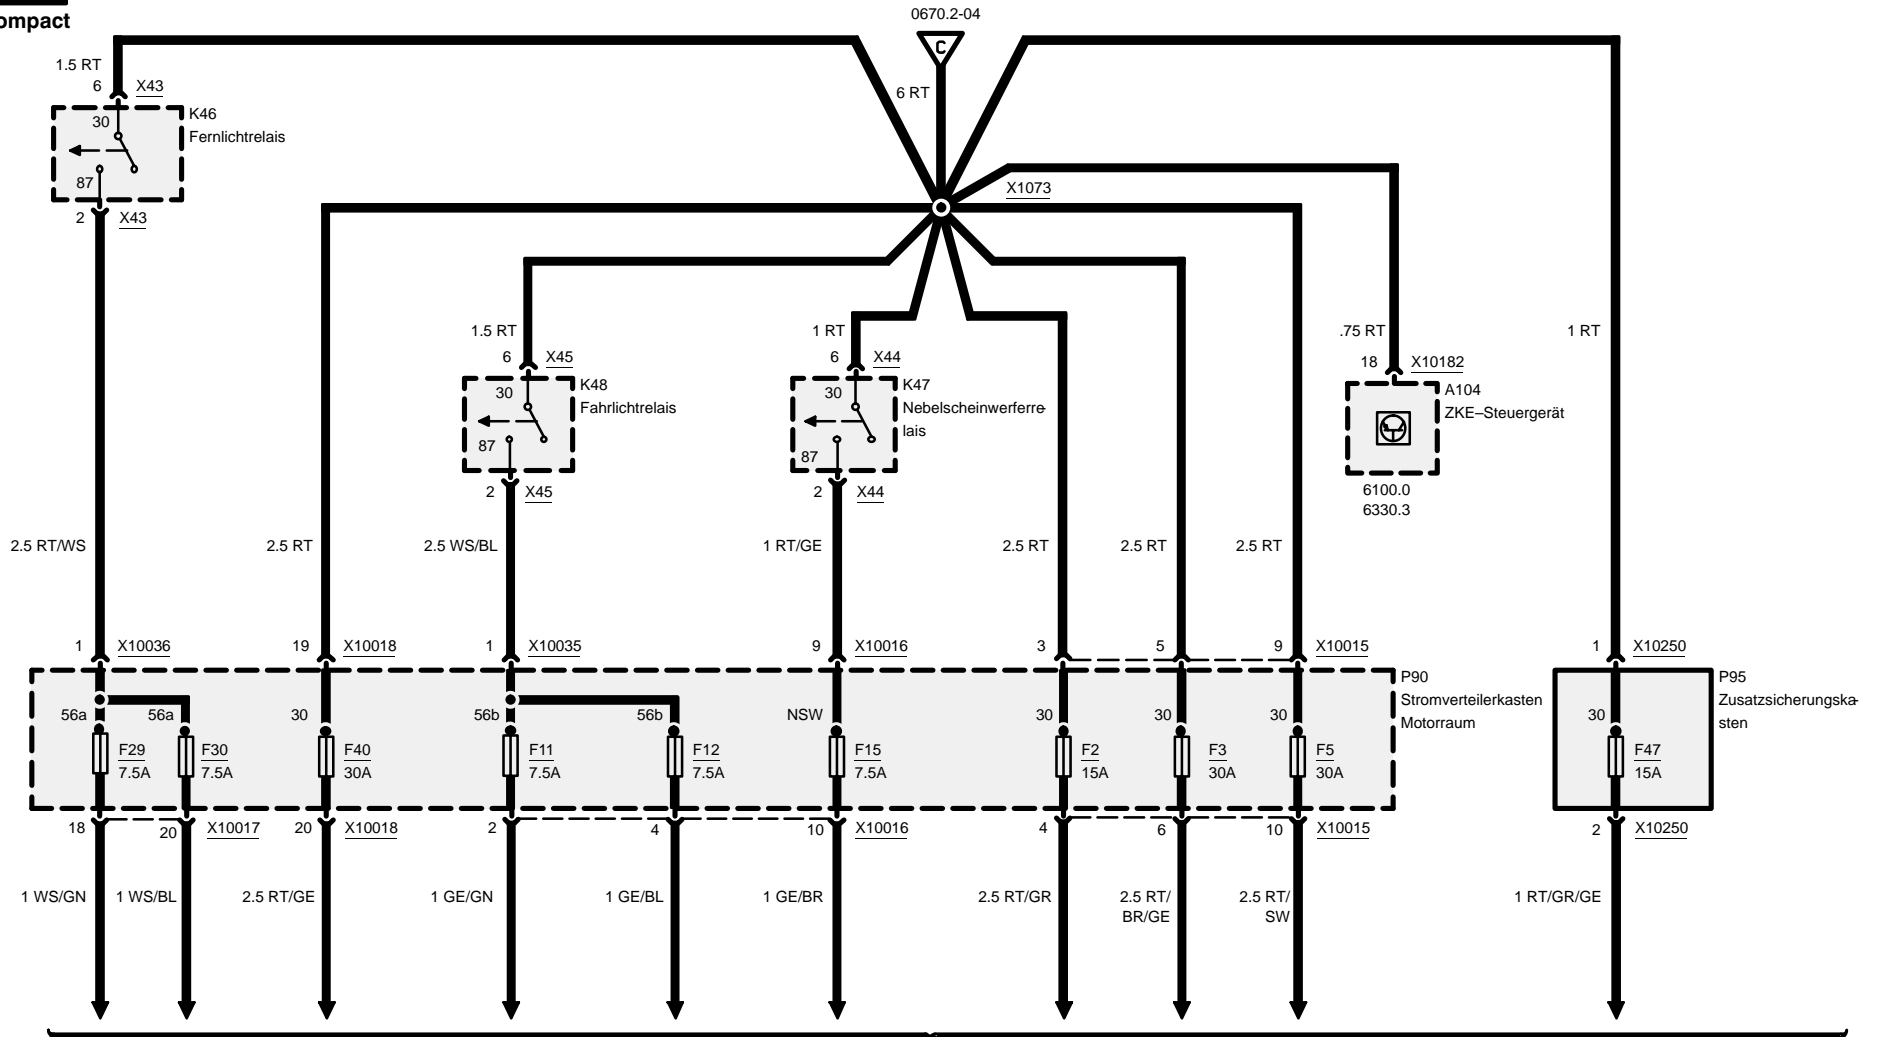 ompact
0670.2-04
C
1.5 RT
6 X43
6 RT
K46
30
Fernlichtrelais
87
2 X43
X1073
1.5 RT
1 RT
.75 RT
1 RT
6 X45
6 X44
18 X10182
K48
30
Fahrlichtrelais
87
K47
30
Nebelscheinwerferre-
lais
87
A104
ZKE–Steuergerät
6100.0
6330.3
2 X45
2 X44
2.5 RT/WS
2.5 RT
2.5 WS/BL
1 RT/GE
2.5 RT
2.5 RT
2.5 RT
1 X10036
19 X10018
1 X10035
9 X10016
3
5
9 X10015
1 X10250
P90
Stromverteilerkasten
Motorraum
P95
Zusatzsicherungska-
sten
56a
56a
30
56b
56b
NSW
30
30
30
30
F29
7.5A
F30
7.5A
F40
30A
F11
7.5A
F12
7.5A
F15
7.5A
F2
15A
F3
30A
F5
30A
F47
15A
18
20 X10017
20 X10018
2
4
10 X10016
4
6
10 X10015
2 X10250
1 WS/GN
1 WS/BL
2.5 RT/GE
1 GE/GN
1 GE/BL
1 GE/BR
2.5 RT/GR
2.5 RT/
BR/GE
2.5 RT/
SW
1 RT/GR/GE